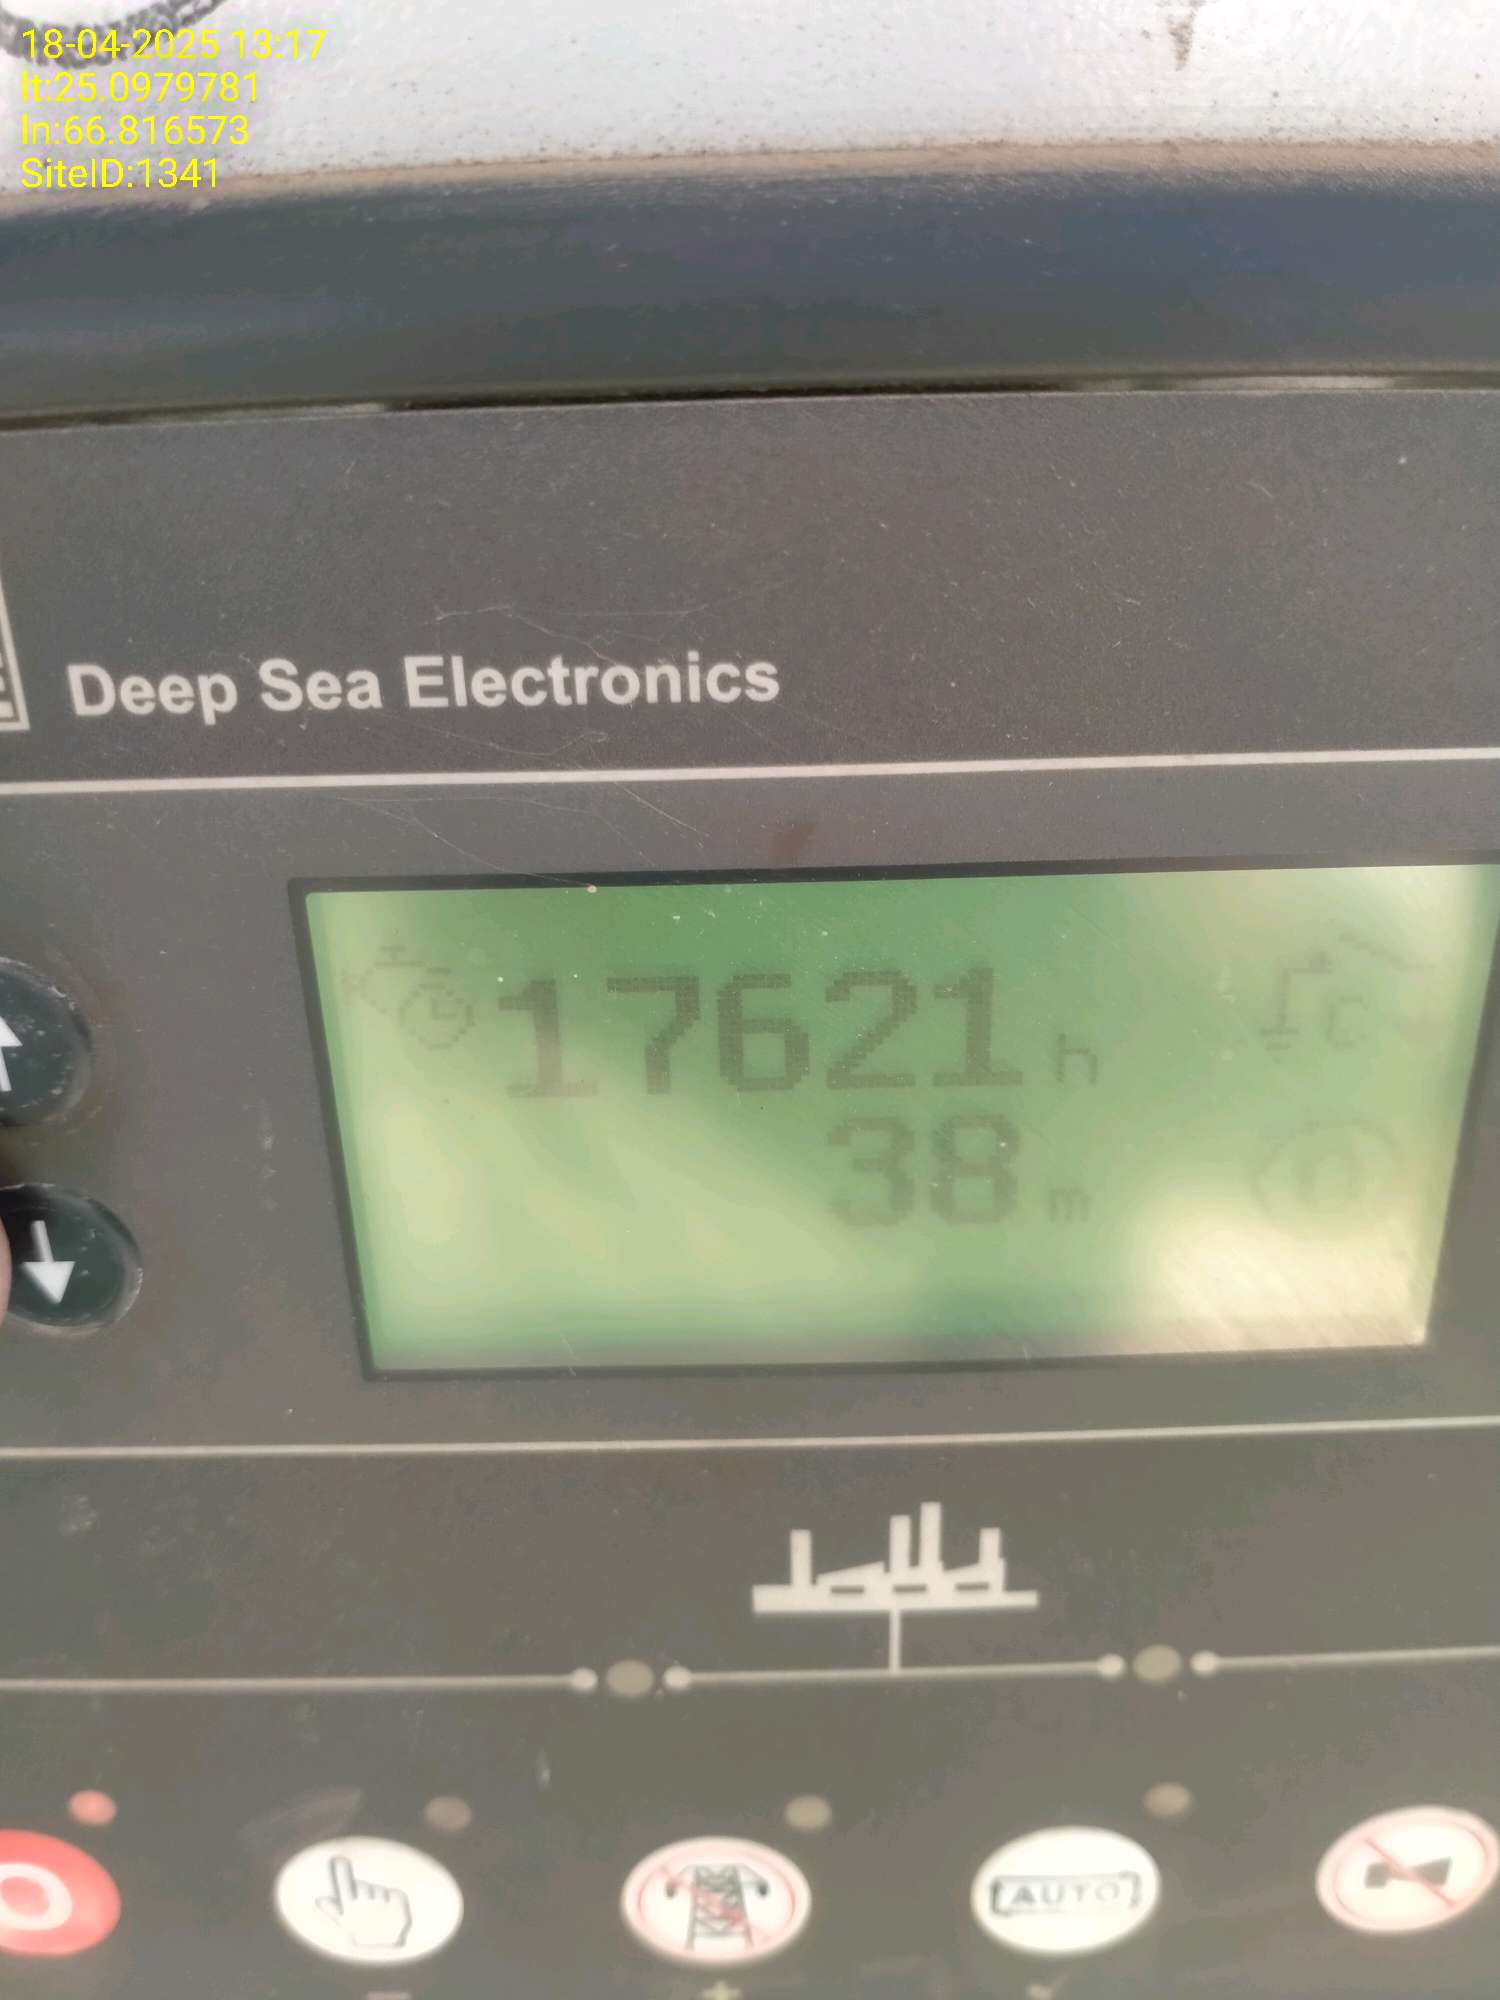 18-04-2025 13:17
lt:25.0979781
ln:66.816573
SiteID:1341
Deep Sea Electronics
17621 h
38 m
AUTO